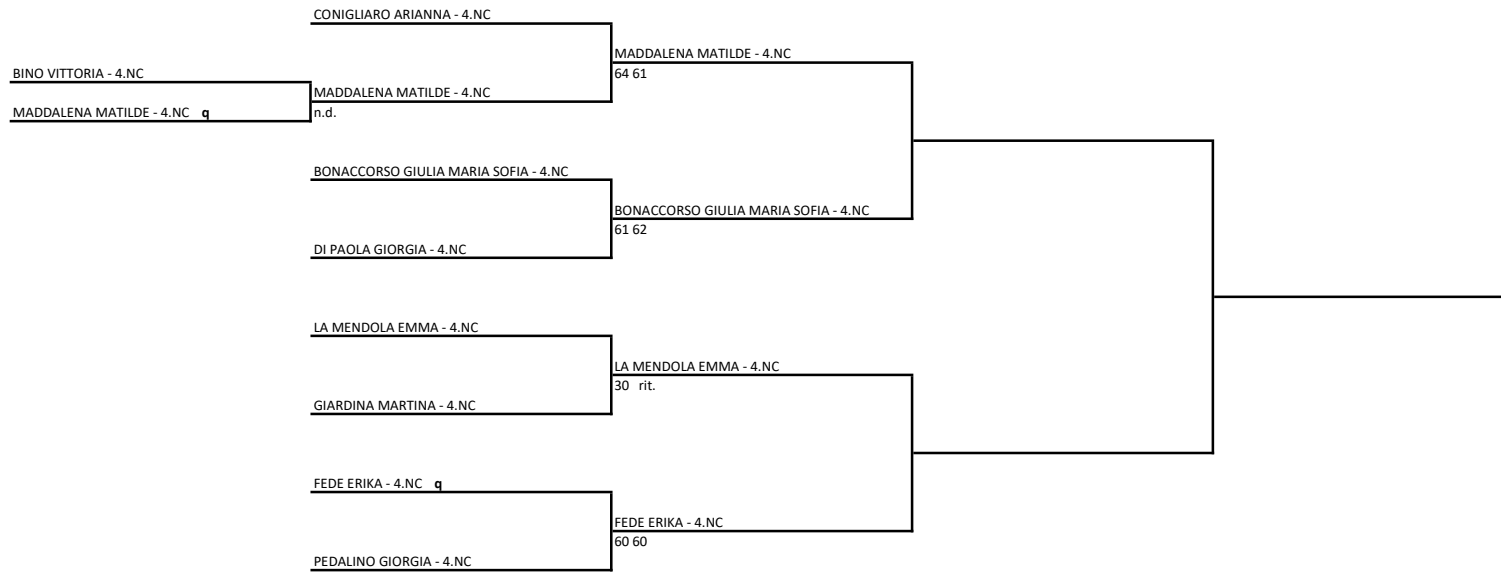 CONIGLIARO ARIANNA - 4.NC
MADDALENA MATILDE - 4.NC
BINO VITTORIA - 4.NC
64 61
MADDALENA MATILDE - 4.NC
MADDALENA MATILDE - 4.NC q
n.d.
BONACCORSO GIULIA MARIA SOFIA - 4.NC
BONACCORSO GIULIA MARIA SOFIA - 4.NC
61 62
DI PAOLA GIORGIA - 4.NC
LA MENDOLA EMMA - 4.NC
LA MENDOLA EMMA - 4.NC
30 rit.
GIARDINA MARTINA - 4.NC
FEDE ERIKA - 4.NC q
FEDE ERIKA - 4.NC
60 60
PEDALINO GIORGIA - 4.NC